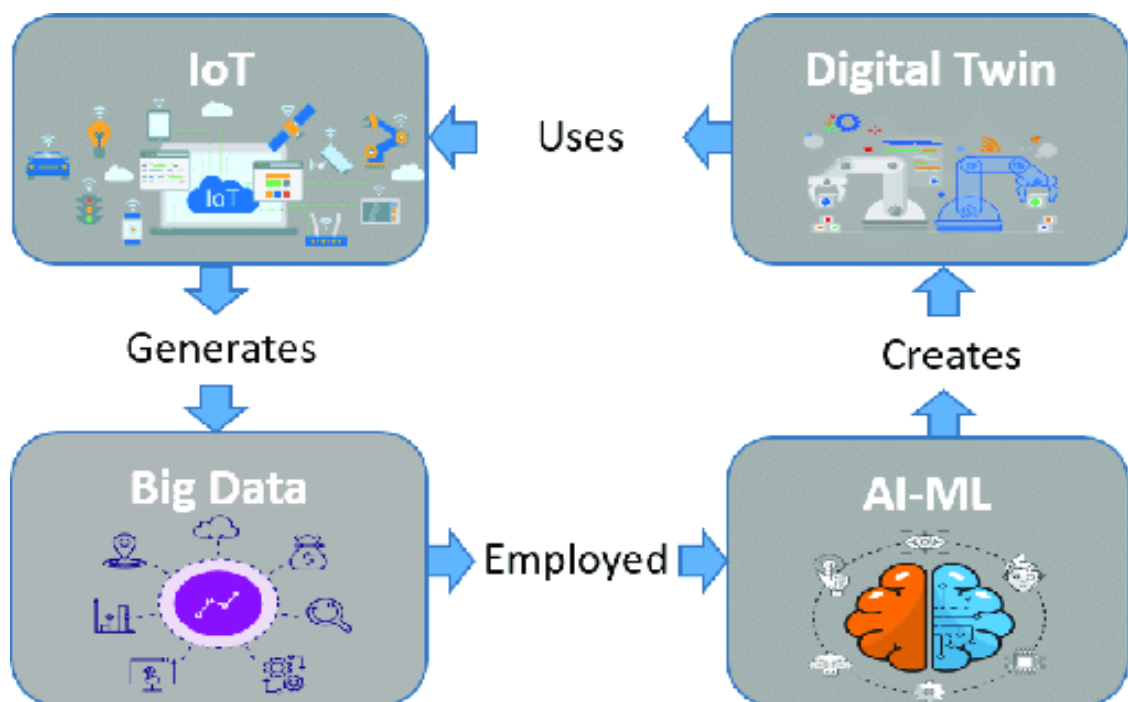 IoT
Digital Twin
IoT
Uses
Generates
Creates
Big Data
AI-ML
Employed